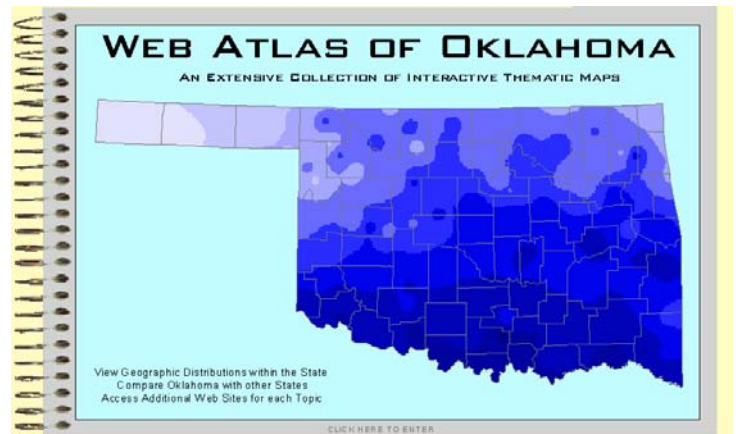 WEB ATLAS OF OKLAHOMA
AN EXTENSIVE COLLECTION OF INTERACTIVE THEMATIC MAPS
View Geographic Distributions within the State
Compare Oklahoma with other States
Access Additional Web Sites for each Topic
CLICK HERE TO ENTER